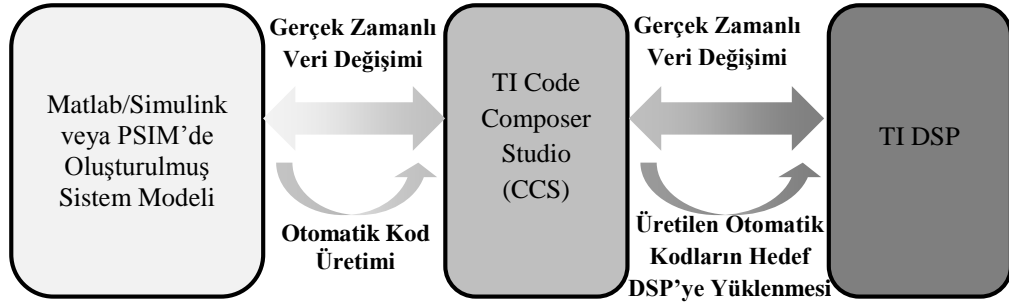 Matlab/Simulink
veya PSIM’de
Oluşturulmuş
Sistem Modeli
Gerçek Zamanlı
Veri Değişimi
Otomatik Kod
Üretimi
TI Code
Composer
Studio
(CCS)
Gerçek Zamanlı
Veri Değişimi
Üretilen Otomatik
Kodların Hedef
DSP’ye Yüklenmesi
TI DSP